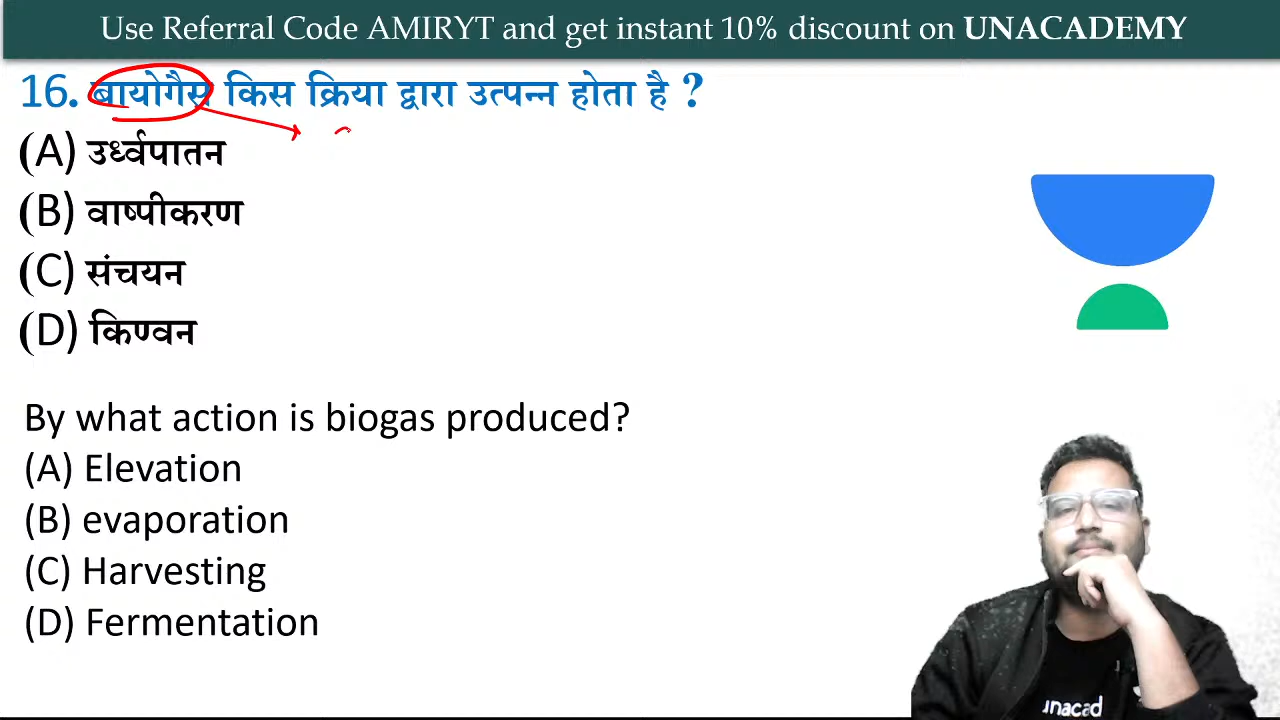 Use Referral Code AMIRYT and get instant 10% discount on UNACADEMY
16. बायोगैस किस क्रिया द्वारा उत्पन्न होता है ?
(A) उर्ध्वपातन
(B) वाष्पीकरण
(C) संचयन
(D) किण्वन
By what action is biogas produced?
(A) Elevation
(B) evaporation
(C) Harvesting
(D) Fermentation
unacad